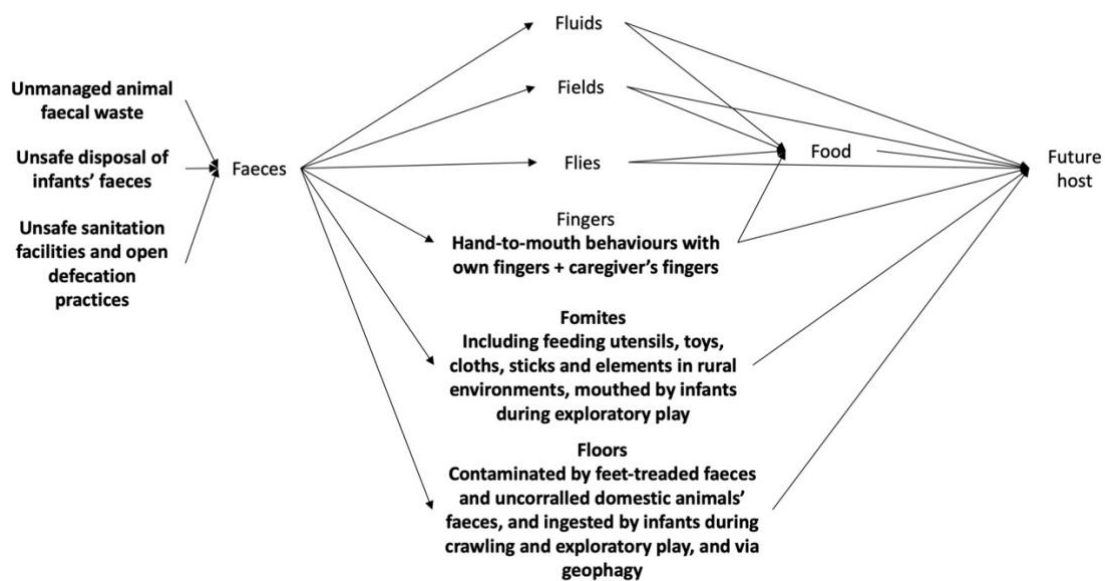 Unmanaged animal
faecal waste
Unsafe disposal of
infants’ faeces
Unsafe sanitation
facilities and open
defecation
practices
Faeces
Fluids
Fields
Flies
Fingers
Hand-to-mouth behaviours with
own fingers + caregiver’s fingers
Fomites
Including feeding utensils, toys,
cloths, sticks and elements in rural
environments, mouthed by infants
during exploratory play
Floors
Contaminated by feet-treaded faeces
and uncorralled domestic animals’
faeces, and ingested by infants during
crawling and exploratory play, and via
geophagy
Food
Future
host